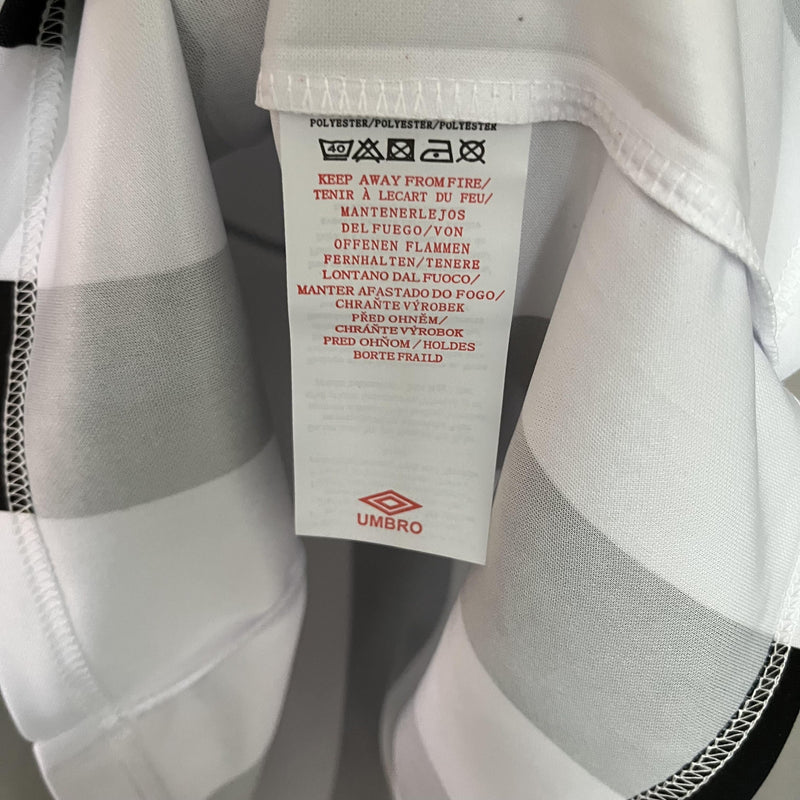 POLYESTER/POLYESTER/POLYESTER
40
KEEP AWAY FROM FIRE/
TENIR À LECART DU FEU/
MANTENERLEJOS
DEL FUEGO/VON
OFFENEN FLAMMEN
FERNHALTEN/TENERE
LONTANO DAL FUOCO/
MANTER AFASTADO DO FOGO/
CHRAŇTE VÝROBEK
PŘED OHNĚM/
CHRÁŇTE VÝROBOK
PRED OHŇOM/HOLDES
BORTE FRAILD
UMBRO